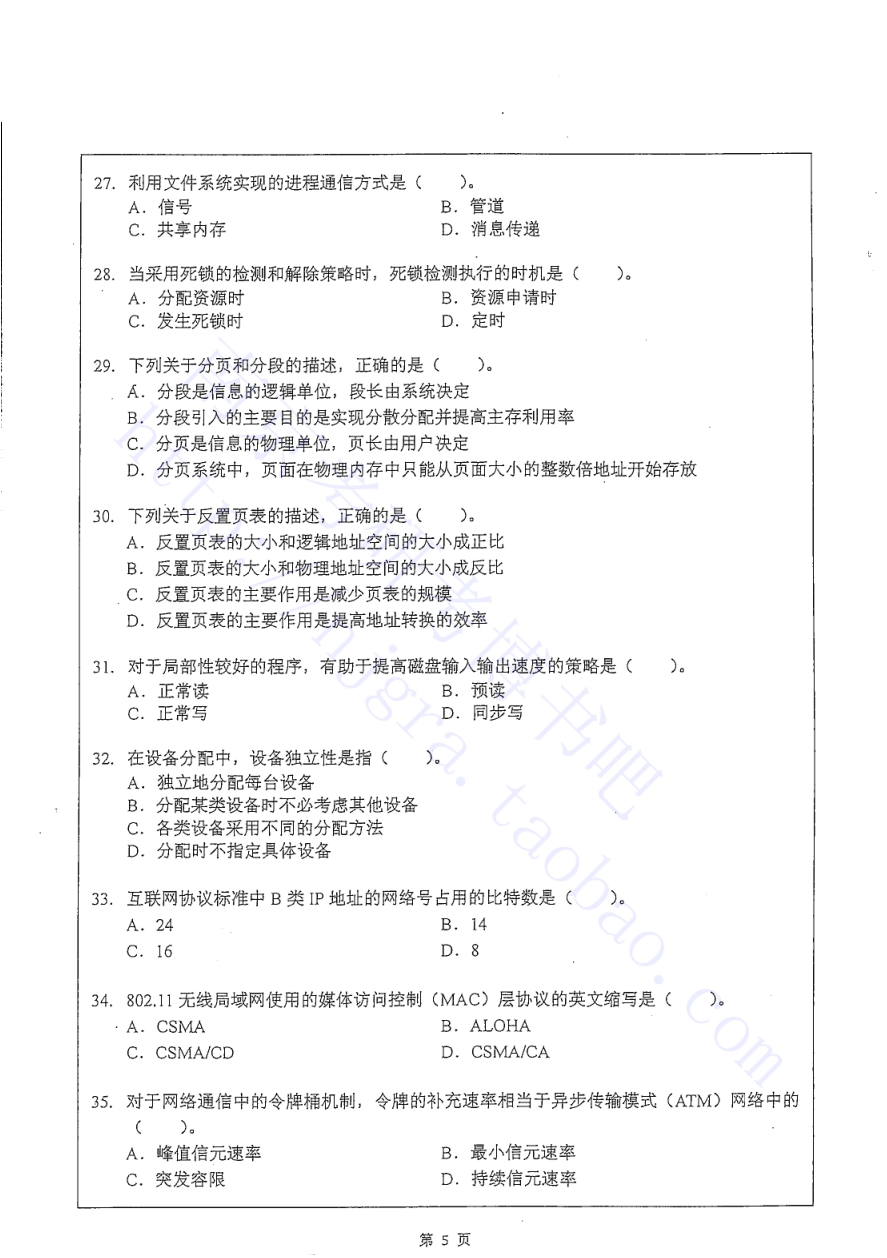 27. 利用文件系统实现的进程通信方式是（  ）。
A. 信号 B. 管道
C. 共享内存 D. 消息传递
28. 当采用死锁的检测和解除策略时，死锁检测执行的时机是（  ）。
A. 分配资源时 B. 资源申请时
C. 发生死锁时 D. 定时
29. 下列关于分页和分段的描述，正确的是（  ）。
A. 分段是信息的逻辑单位，段长由系统决定
B. 分段引入的主要目的是实现分散分配并提高主存利用率
C. 分页是信息的物理单位，页长由用户决定
D. 分页系统中，页面在物理内存中只能从页面大小的整数倍地址开始存放
30. 下列关于反置页表的描述，正确的是（  ）。
A. 反置页表的大小和逻辑地址空间的大小成正比
B. 反置页表的大小和物理地址空间的大小成反比
C. 反置页表的主要作用是减少页表的规模
D. 反置页表的主要作用是提高地址转换的效率
31. 对于局部性较好的程序，有助于提高磁盘输入输出速度的策略是（  ）。
A. 正常读 B. 预读
C. 正常写 D. 同步写
32. 在设备分配中，设备独立性是指（  ）。
A. 独立地分配每台设备
B. 分配某类设备时不必考虑其他设备
C. 各类设备采用不同的分配方法
D. 分配时不指定具体设备
33. 互联网协议标准中 B 类 IP 地址的网络号占用的比特数是（  ）。
A. 24 B. 14
C. 16 D. 8
34. 802.11 无线局域网使用的媒体访问控制（MAC）层协议的英文缩写是（  ）。
A. CSMA B. ALOHA
C. CSMA/CD D. CSMA/CA
35. 对于网络通信中的令牌桶机制，令牌的补充速率相当于异步传输模式（ATM）网络中的
（  ）。
A. 峰值信元速率 B. 最小信元速率
C. 突发容限 D. 持续信元速率
第 5 页
http://njgra.taobao.com